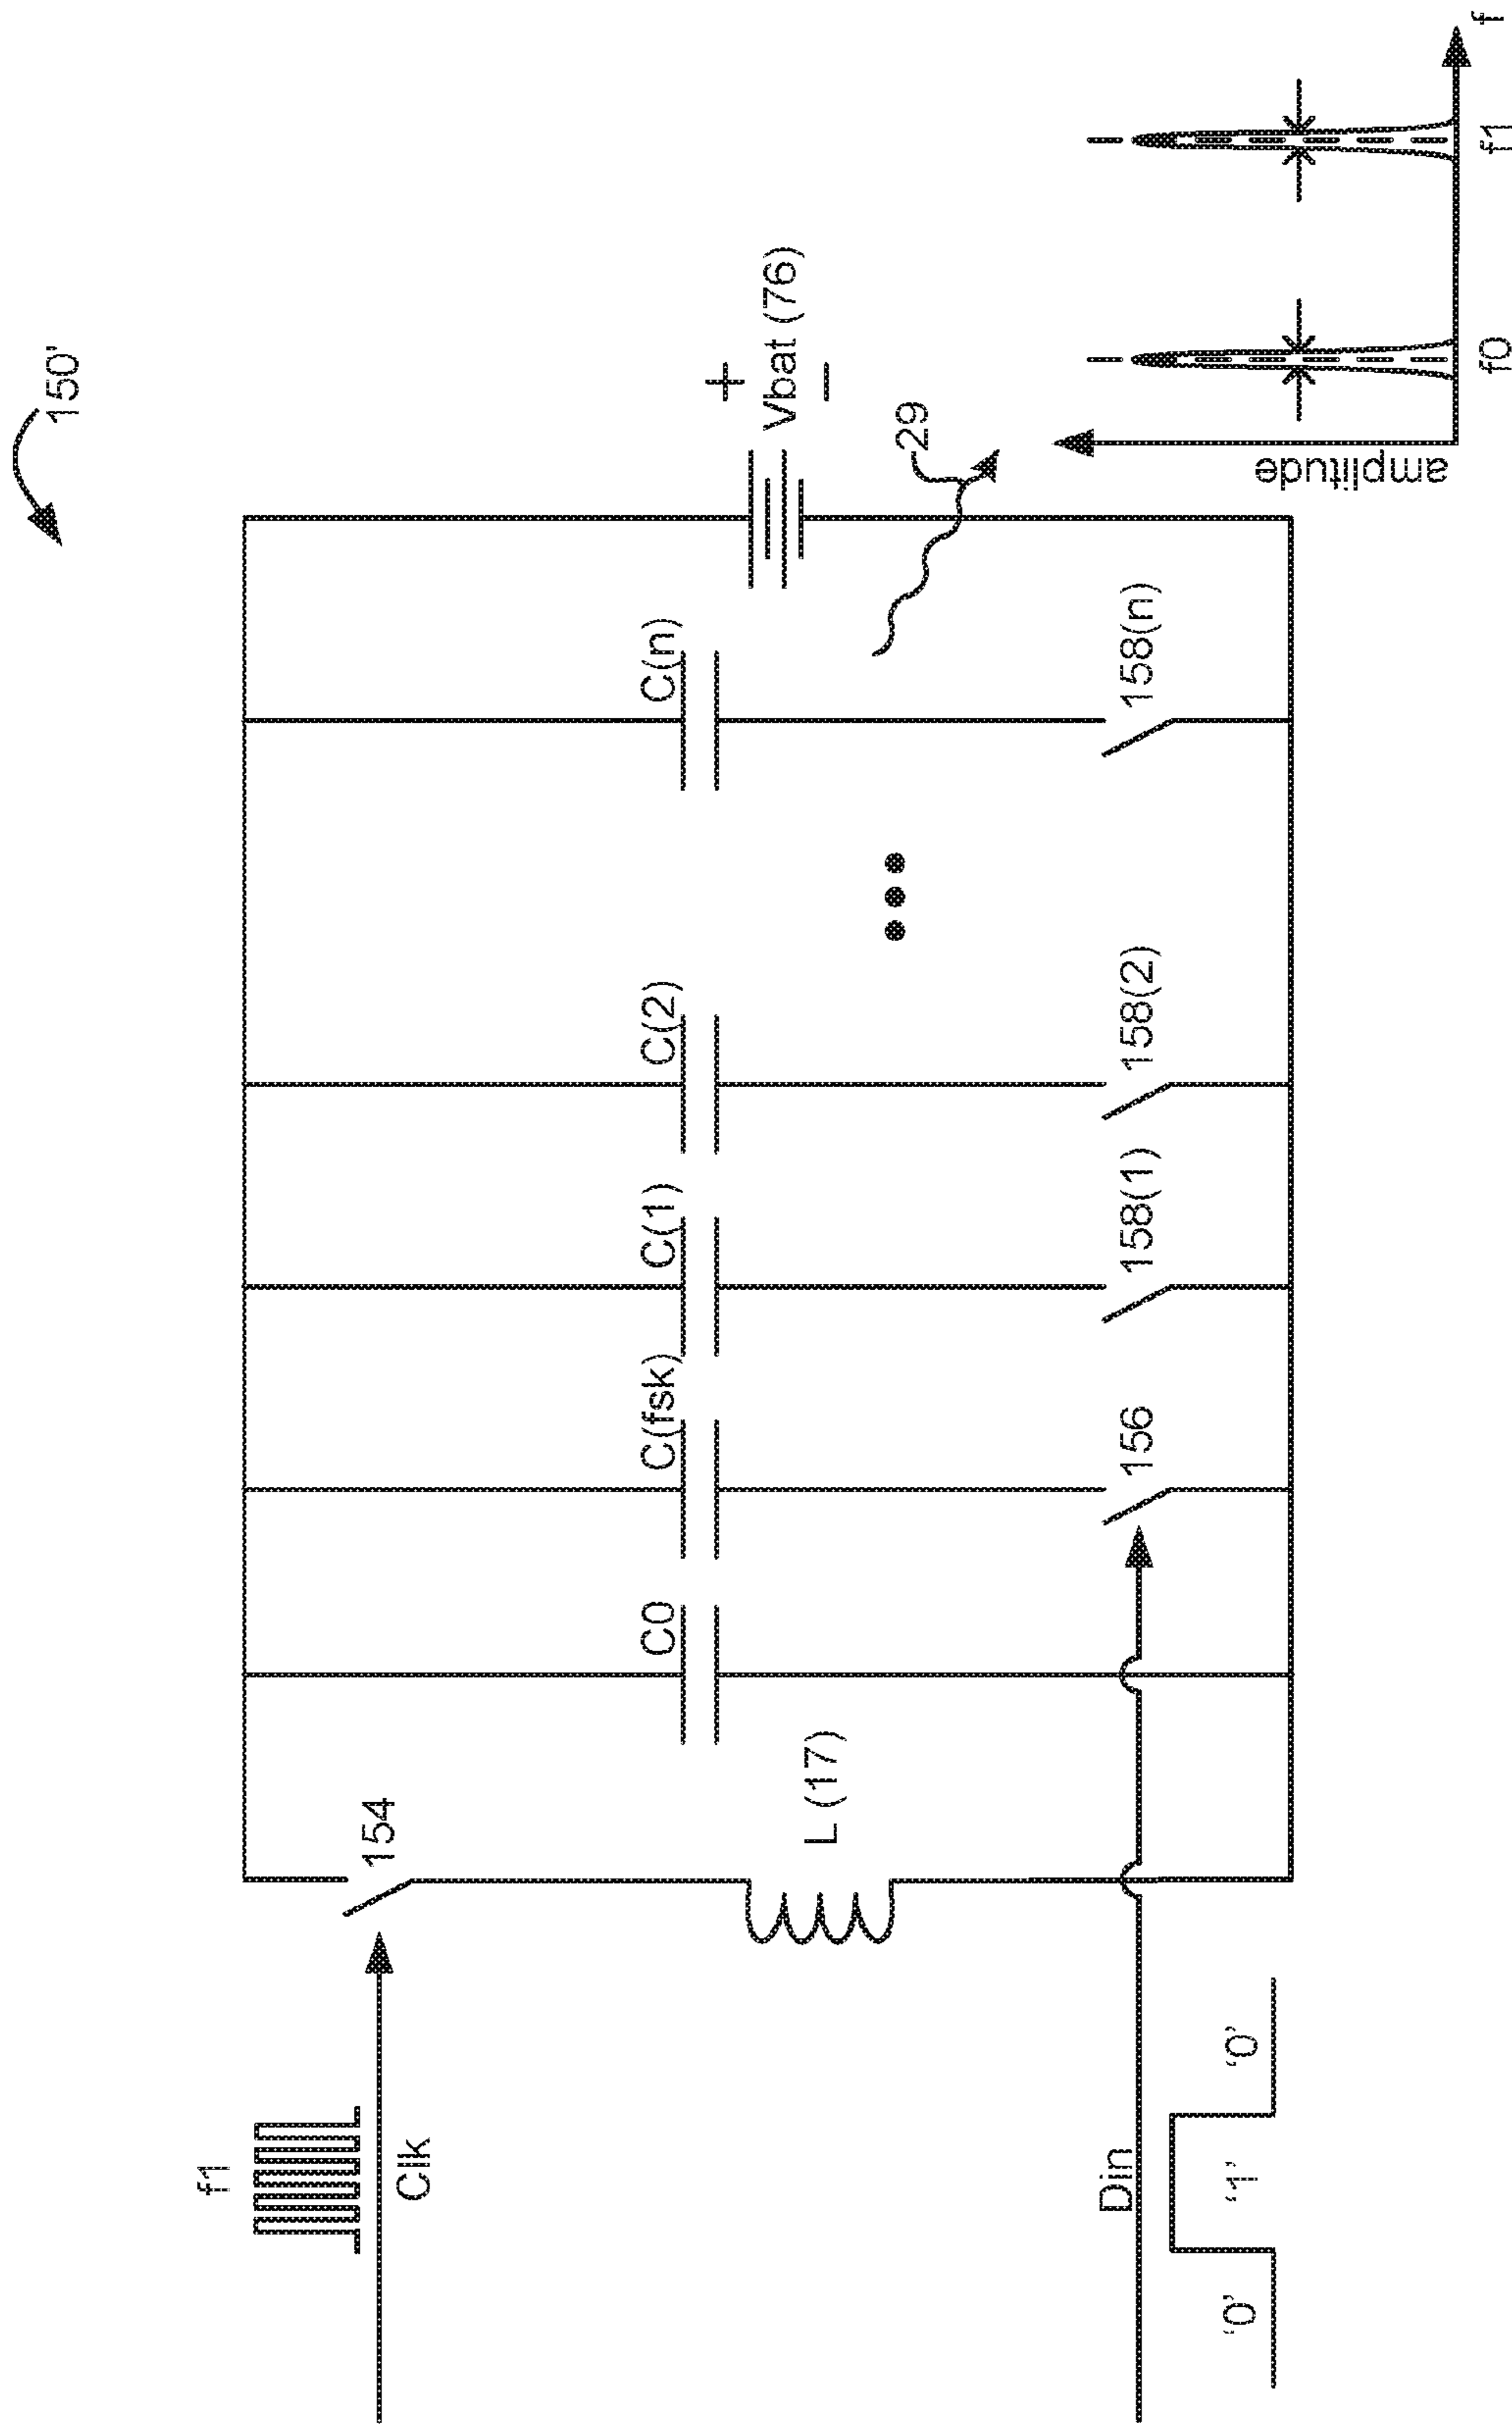 150'
f1
Clk
154
L (17)
C0
C(fsk)
C(1)
C(2)
C(n)
+
Vbat (76)
−
29
Din
'0'
'1'
'0'
156
158(1)
158(2)
158(n)
amplitude
f0
f1
f